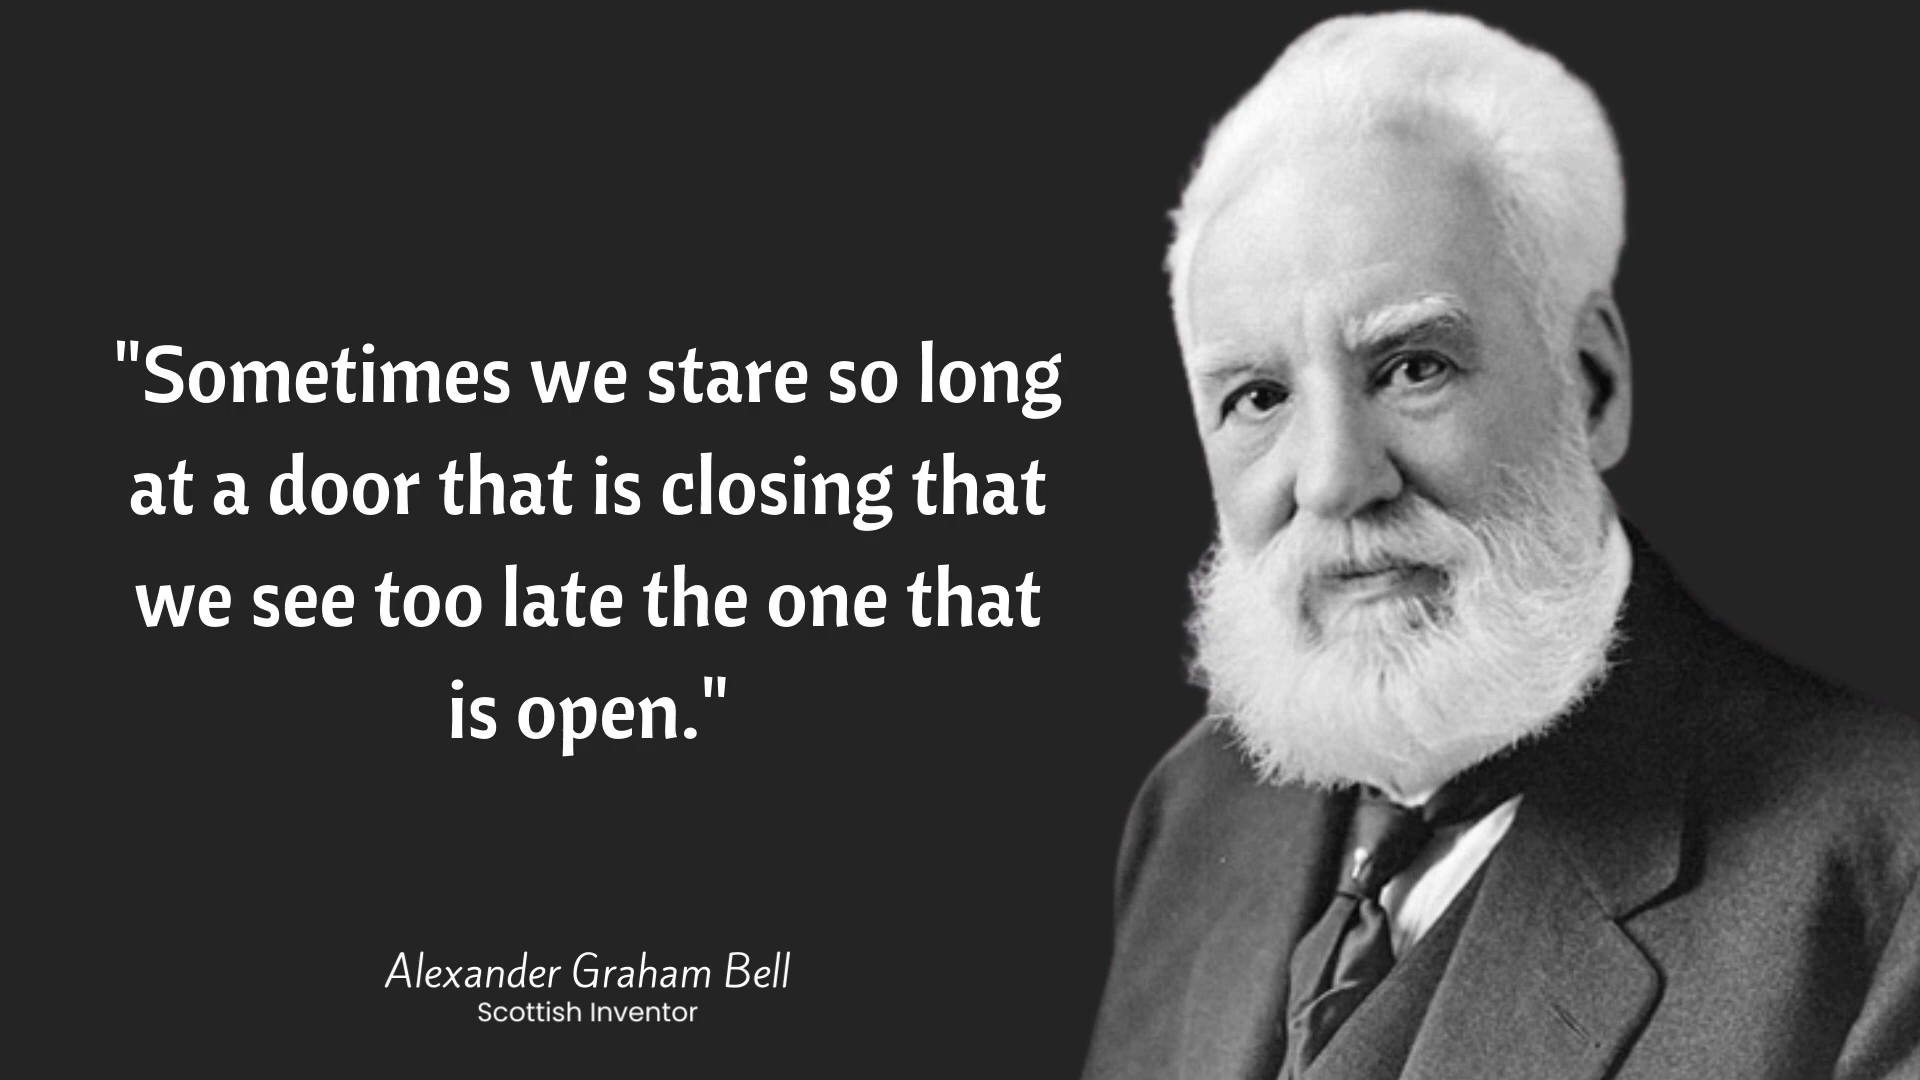 "Sometimes we stare so long
at a door that is closing that
we see too late the one that
is open."
Alexander Graham Bell
Scottish Inventor